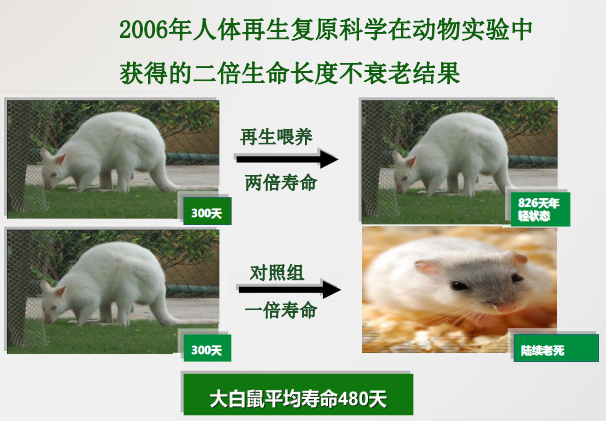 2006年人体再生复原科学在动物实验中
获得的二倍生命长度不衰老结果
再生喂养
两倍寿命
300天
826天年
轻状态
对照组
一倍寿命
300天
陆续老死
大白鼠平均寿命480天